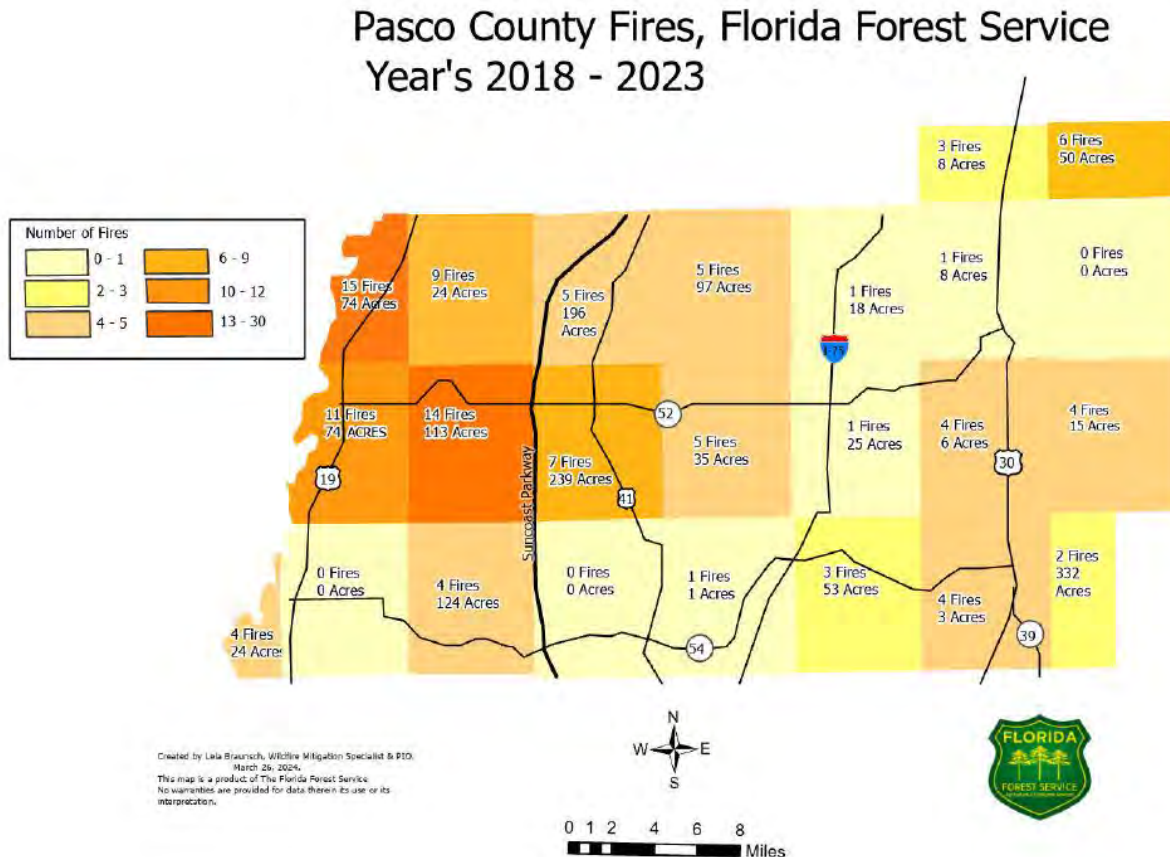 Pasco County Fires, Florida Forest Service
Year's 2018 - 2023
3 Fires
8 Acres
6 Fires
50 Acres
Number of Fires
0 - 1
6 - 9
2 - 3
10 - 12
4 - 5
13 - 30
15 Fires
74 Acres
9 Fires
24 Acres
5 Fires
196
Acres
5 Fires
97 Acres
1 Fires
18 Acres
1 Fires
8 Acres
0 Fires
0 Acres
I-75
11 Fires
74 ACRES
14 Fires
113 Acres
7 Fires
239 Acres
52
5 Fires
35 Acres
1 Fires
25 Acres
4 Fires
6 Acres
4 Fires
15 Acres
19
Suncoast Parkway
41
30
4 Fires
24 Acres
0 Fires
0 Acres
4 Fires
124 Acres
0 Fires
0 Acres
1 Fires
1 Acres
3 Fires
53 Acres
4 Fires
3 Acres
2 Fires
332
Acres
54
39
N
W
E
S
Created by Lela Braunsch, Wildfire Mitigation Specialist & PIO.
March 26, 2024.
This map is a product of The Florida Forest Service
No warranties are provided for data therein its use or its
interpretation.
FLORIDA
FOREST SERVICE
0 1 2 4 6 8
Miles